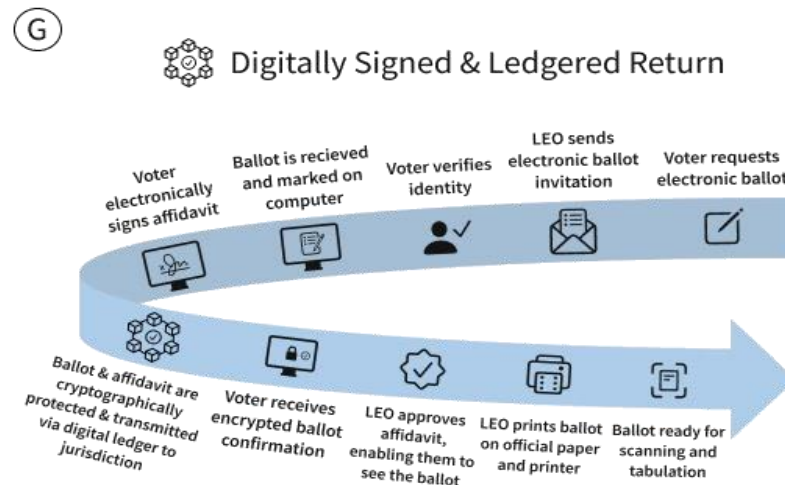 G
Digitally Signed & Ledgered Return
Voter
electronically
signs affidavit
Ballot is recieved
and marked on
computer
Voter verifies
identity
LEO sends
electronic ballot
invitation
Voter requests
electronic ballot
Ballot & affidavit are
cryptographically
protected & transmitted
via digital ledger to
jurisdiction
Voter receives
encrypted ballot
confirmation
LEO approves
affidavit,
enabling them to
see the ballot
LEO prints ballot
on official paper
and printer
Ballot ready for
scanning and
tabulation